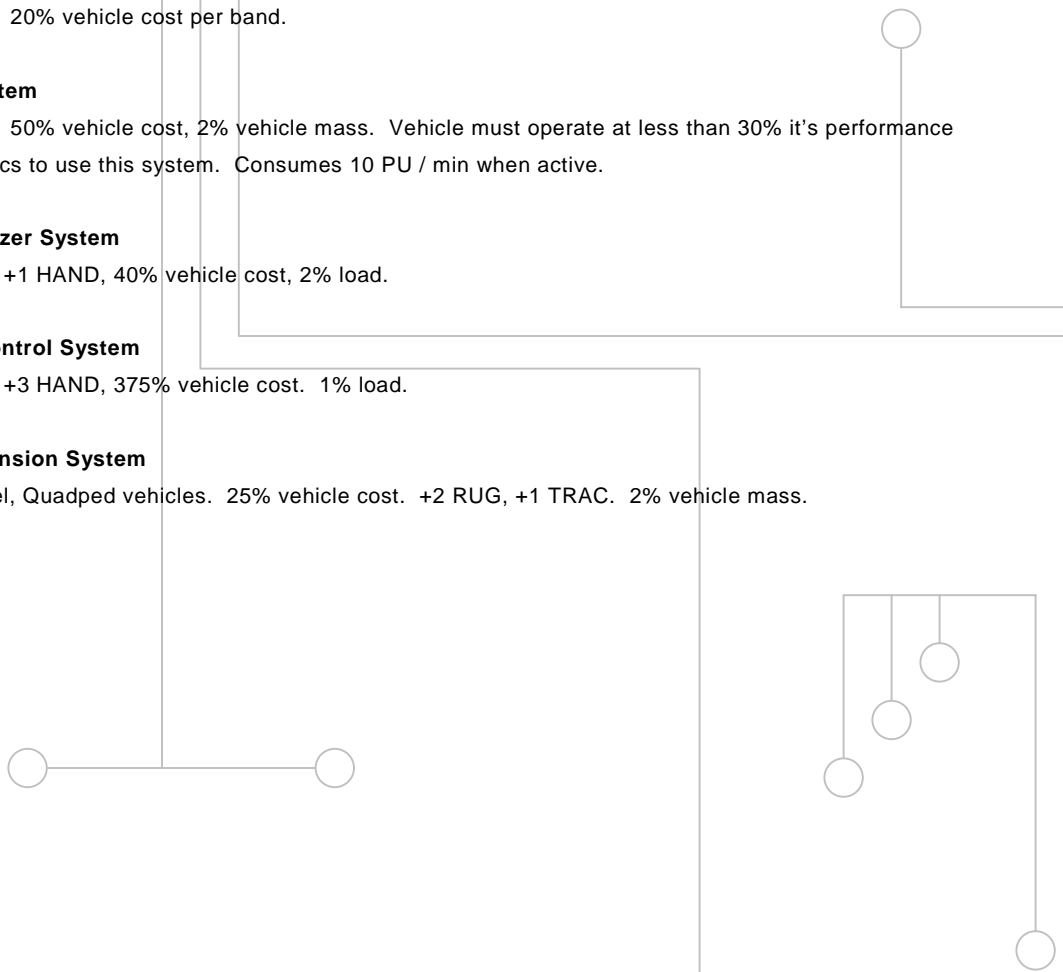 20% vehicle cost per band.
tem
50% vehicle cost, 2% vehicle mass. Vehicle must operate at less than 30% it's performance
cs to use this system. Consumes 10 PU / min when active.
zer System
+1 HAND, 40% vehicle cost, 2% load.
ntrol System
+3 HAND, 375% vehicle cost. 1% load.
nsion System
el, Quadped vehicles. 25% vehicle cost. +2 RUG, +1 TRAC. 2% vehicle mass.